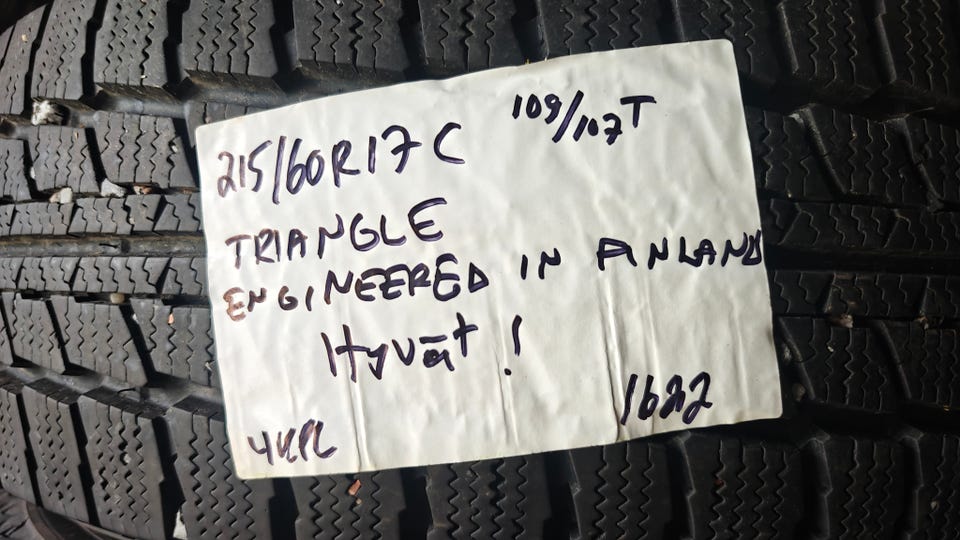 215/60R17C 109/107T
TRIANGLE
ENGINEERED IN FINLAND
Hyvät!
4KPL 1622